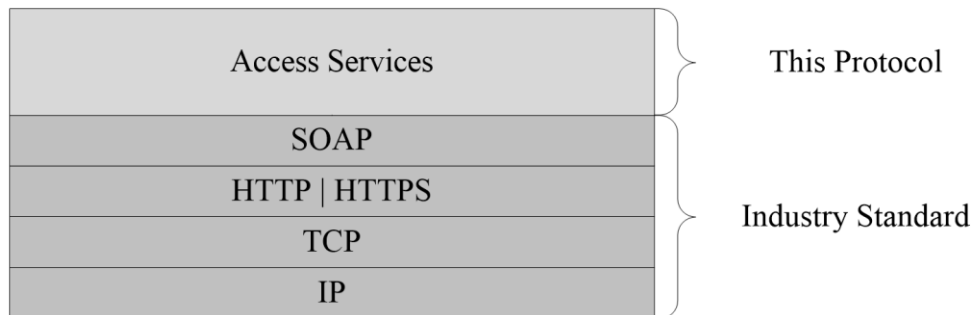 Access Services
This Protocol
SOAP
HTTP | HTTPS
TCP
IP
Industry Standard